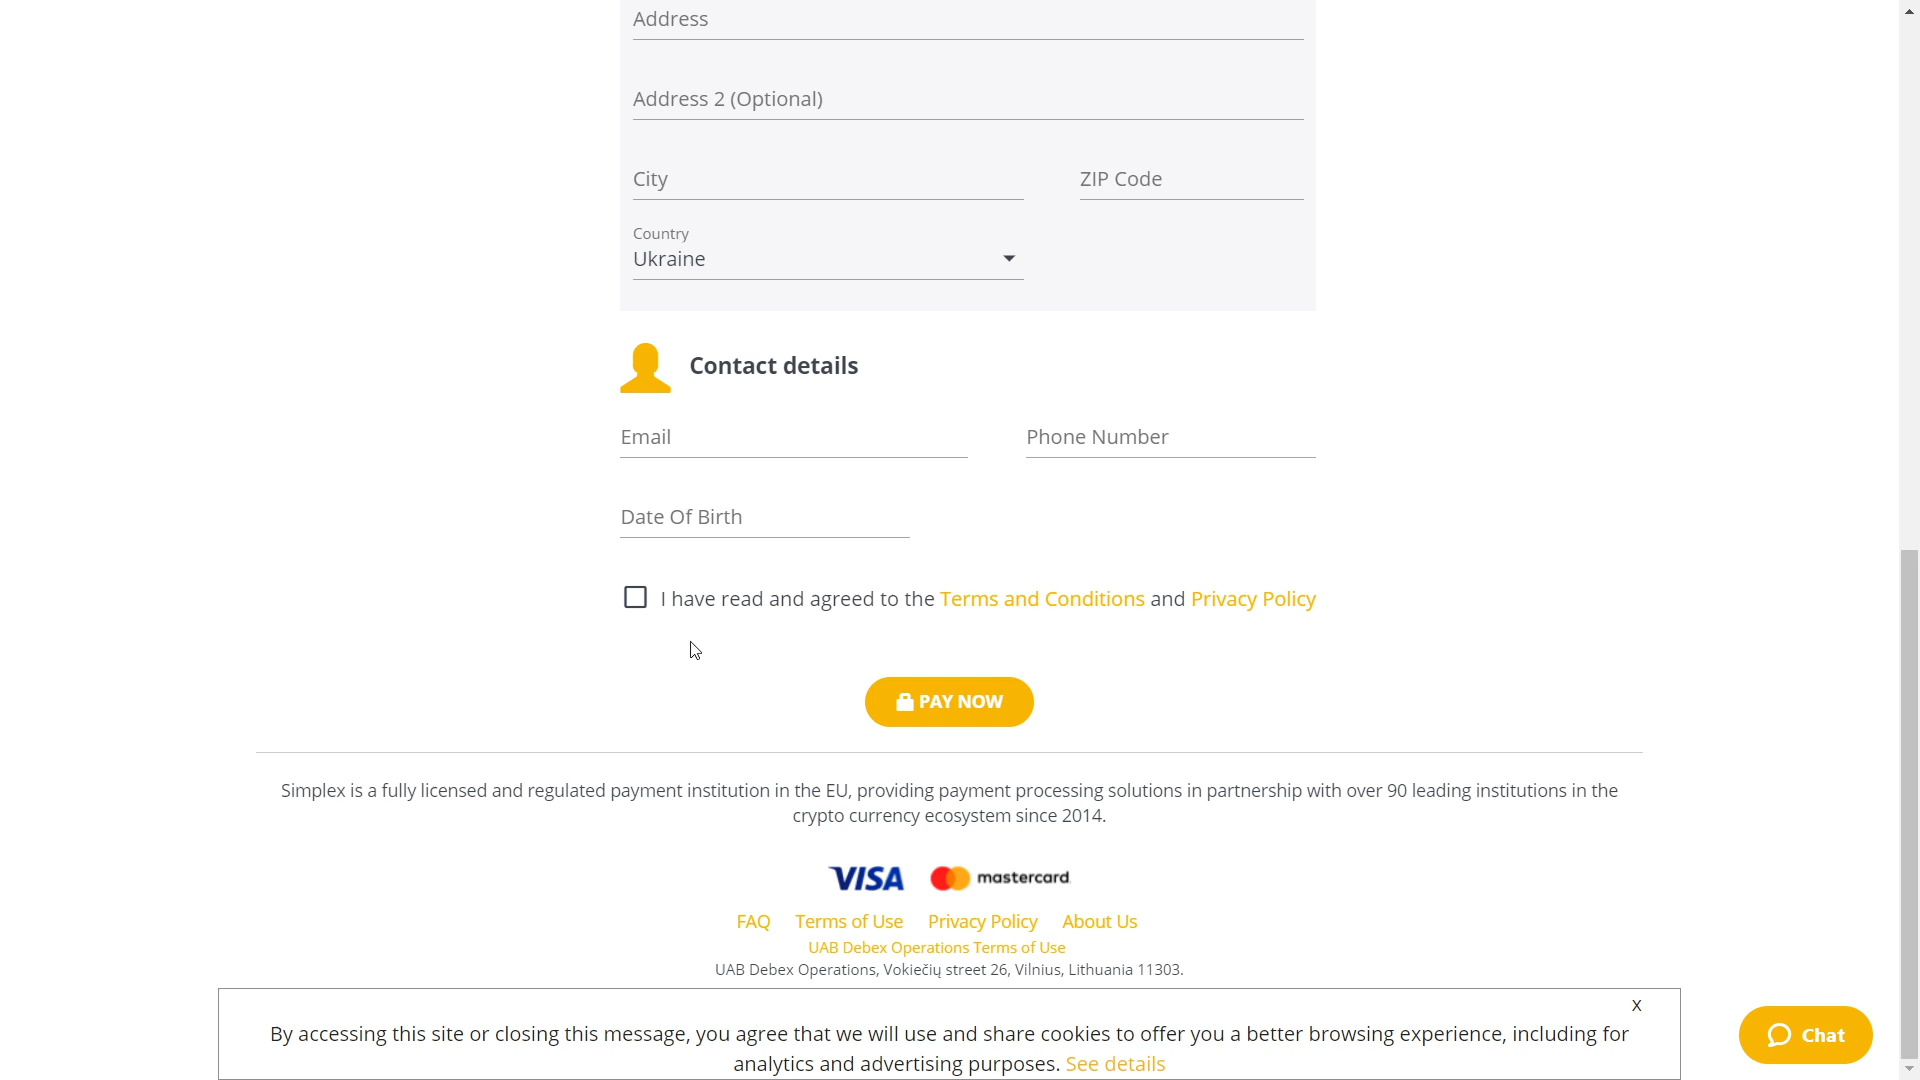 Address
Address 2 (Optional)
City
ZIP Code
Country
Ukraine
Contact details
Email
Phone Number
Date Of Birth
I have read and agreed to the Terms and Conditions and Privacy Policy
PAY NOW
Simplex is a fully licensed and regulated payment institution in the EU, providing payment processing solutions in partnership with over 90 leading institutions in the
crypto currency ecosystem since 2014.
VISA mastercard
FAQ Terms of Use Privacy Policy About Us
UAB Debex Operations Terms of Use
UAB Debex Operations, Vokiečių street 26, Vilnius, Lithuania 11303.
X
By accessing this site or closing this message, you agree that we will use and share cookies to offer you a better browsing experience, including for
analytics and advertising purposes. See details
Chat